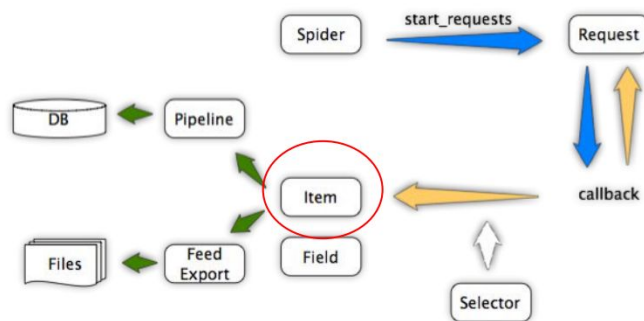 start_requests
Spider
Request
DB
Pipeline
Item
callback
Files
Feed
Export
Field
Selector